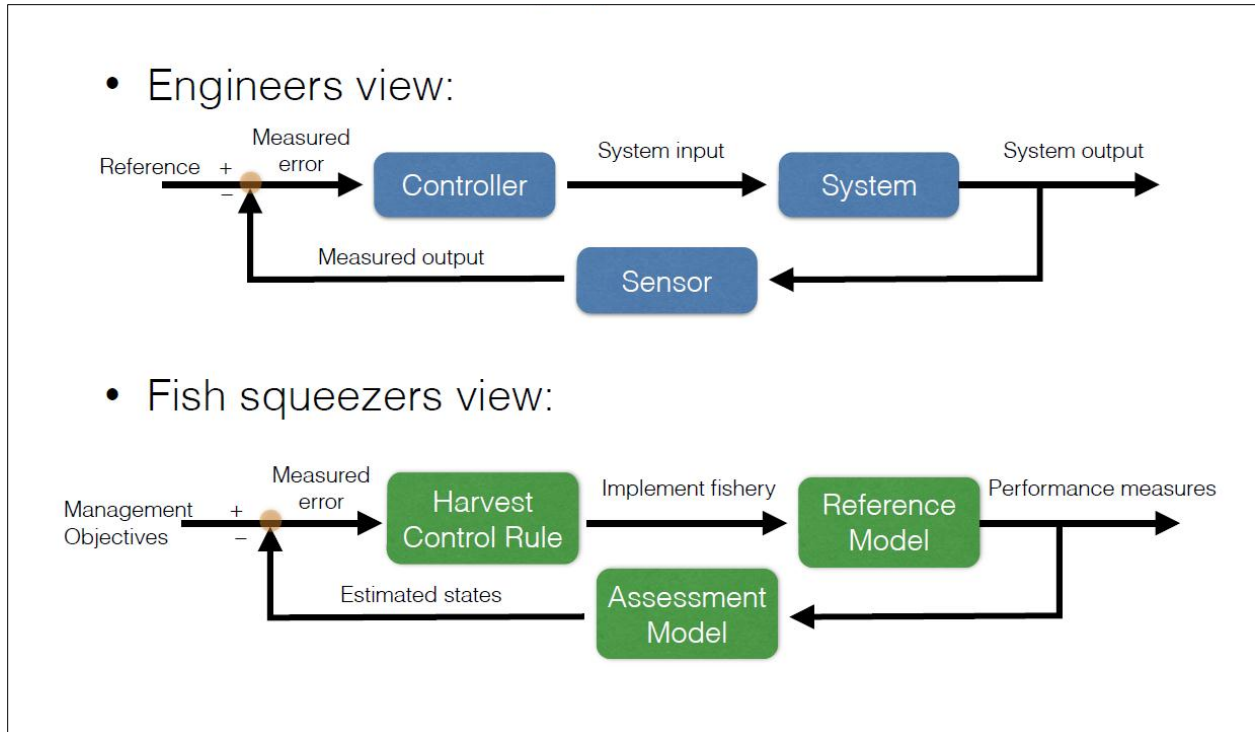 • Engineers view:
Reference
+
−
Measured
error
Controller
System input
System
System output
Measured output
Sensor
• Fish squeezers view:
Management
Objectives
+
−
Measured
error
Harvest
Control Rule
Implement fishery
Reference
Model
Performance measures
Estimated states
Assessment
Model